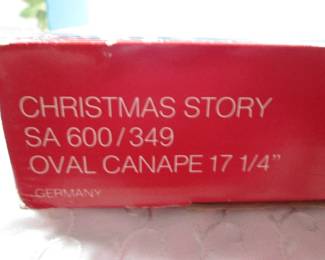 CHRISTMAS STORY
SA 600/349
OVAL CANAPE 17 1/4"
GERMANY